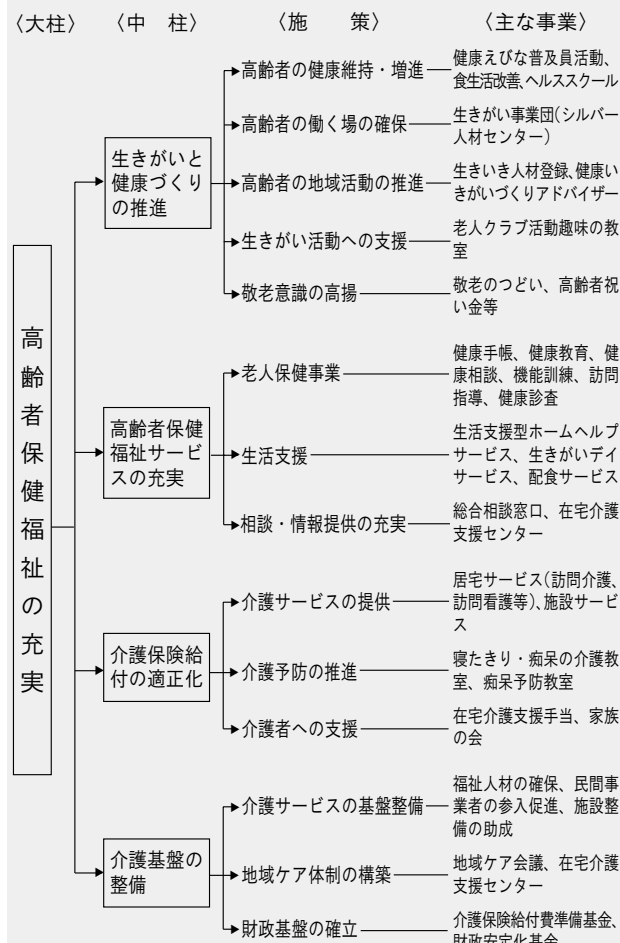 〈大柱〉 〈中　柱〉 〈施　　策〉 〈主な事業〉
高齢者保健福祉の充実
生きがいと
健康づくり
の推進
高齢者の健康維持・増進
健康えびな普及員活動、
食生活改善、ヘルススクール
高齢者の働く場の確保
生きがい事業団(シルバー
人材センター)
高齢者の地域活動の推進
生きいき人材登録、健康い
きがいづくりアドバイザー
生きがい活動への支援
老人クラブ活動趣味の教
室
敬老意識の高揚
敬老のつどい、高齢者祝
い金等
高齢者保健
福祉サービ
スの充実
老人保健事業
健康手帳、健康教育、健
康相談、機能訓練、訪問
指導、健康診査
生活支援
生活支援型ホームヘルプ
サービス、生きがいデイ
サービス、配食サービス
相談・情報提供の充実
総合相談窓口、在宅介護
支援センター
介護保険給
付の適正化
介護サービスの提供
居宅サービス(訪問介護、
訪問看護等)、施設サービ
ス
介護予防の推進
寝たきり・痴呆の介護教
室、痴呆予防教室
介護者への支援
在宅介護支援手当、家族
の会
介護基盤の
整備
介護サービスの基盤整備
福祉人材の確保、民間事
業者の参入促進、施設整
備の助成
地域ケア体制の構築
地域ケア会議、在宅介護
支援センター
財政基盤の確立
介護保険給付費準備基金、
財政安定化基金